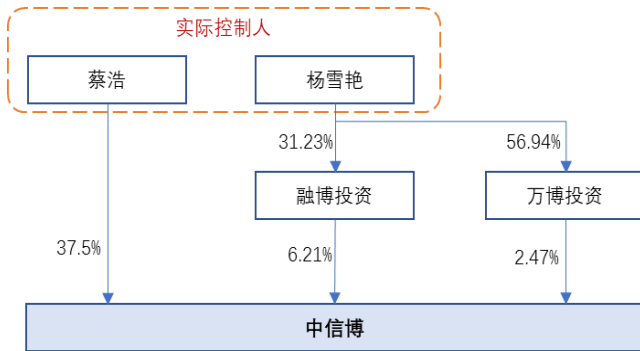 实际控制人
蔡浩
杨雪艳
31.23%
56.94%
融博投资
万博投资
37.5%
6.21%
2.47%
中信博